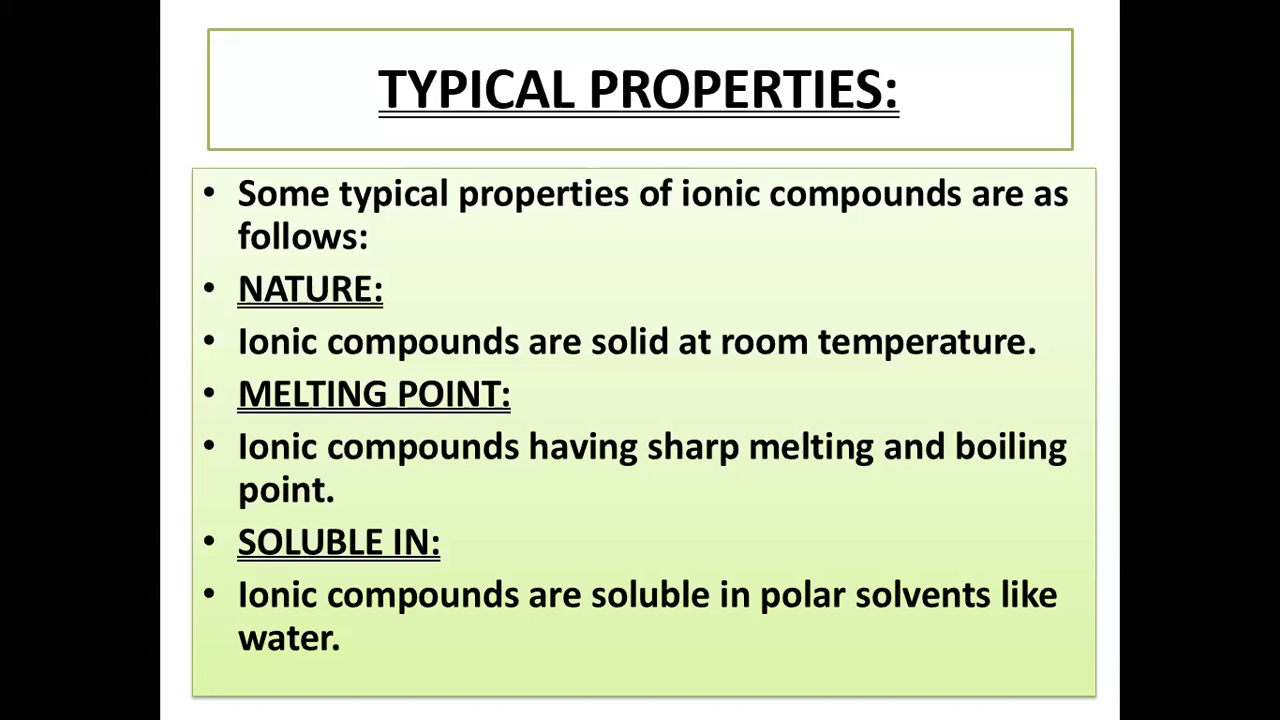 TYPICAL PROPERTIES:
• Some typical properties of ionic compounds are as
follows:
• NATURE:
• Ionic compounds are solid at room temperature.
• MELTING POINT:
• Ionic compounds having sharp melting and boiling
point.
• SOLUBLE IN:
• Ionic compounds are soluble in polar solvents like
water.